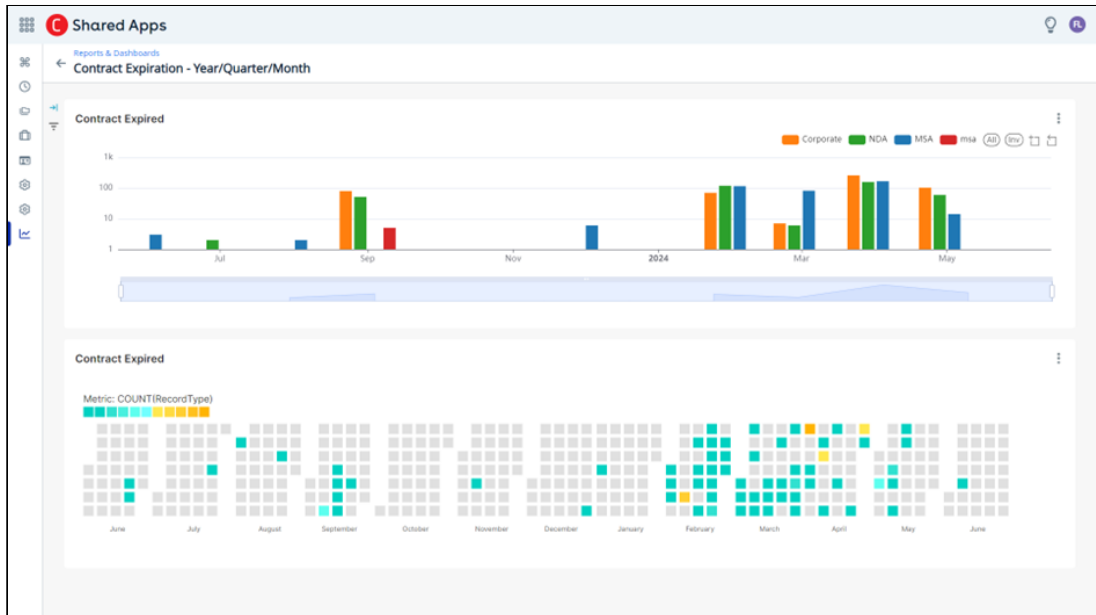 C Shared Apps
FL
Reports & Dashboards
Contract Expiration - Year/Quarter/Month
Contract Expired
Corporate NDA MSA msa All Inv
1k
100
10
1
Jul Sep Nov 2024 Mar May
Contract Expired
Metric: COUNT(RecordType)
June July August September October November December January February March April May June